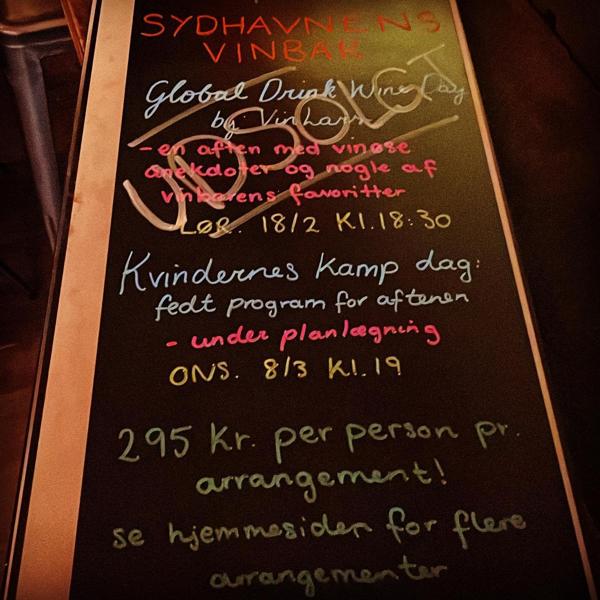 SYDHAVNENS
VINBAR
Global Drink Wine Day
by VinLars
UDSOLGT
- en aften med vinøse
anekdoter og nogle af
vinbarens favoritter
LØR. 18/2 Kl. 18:30
Kvindernes Kamp dag:
fedt program for aftenen
- under planlægning
ONS. 8/3 Kl. 19
295 Kr. per person pr.
arrangement!
se hjemmesiden for flere
arrangementer